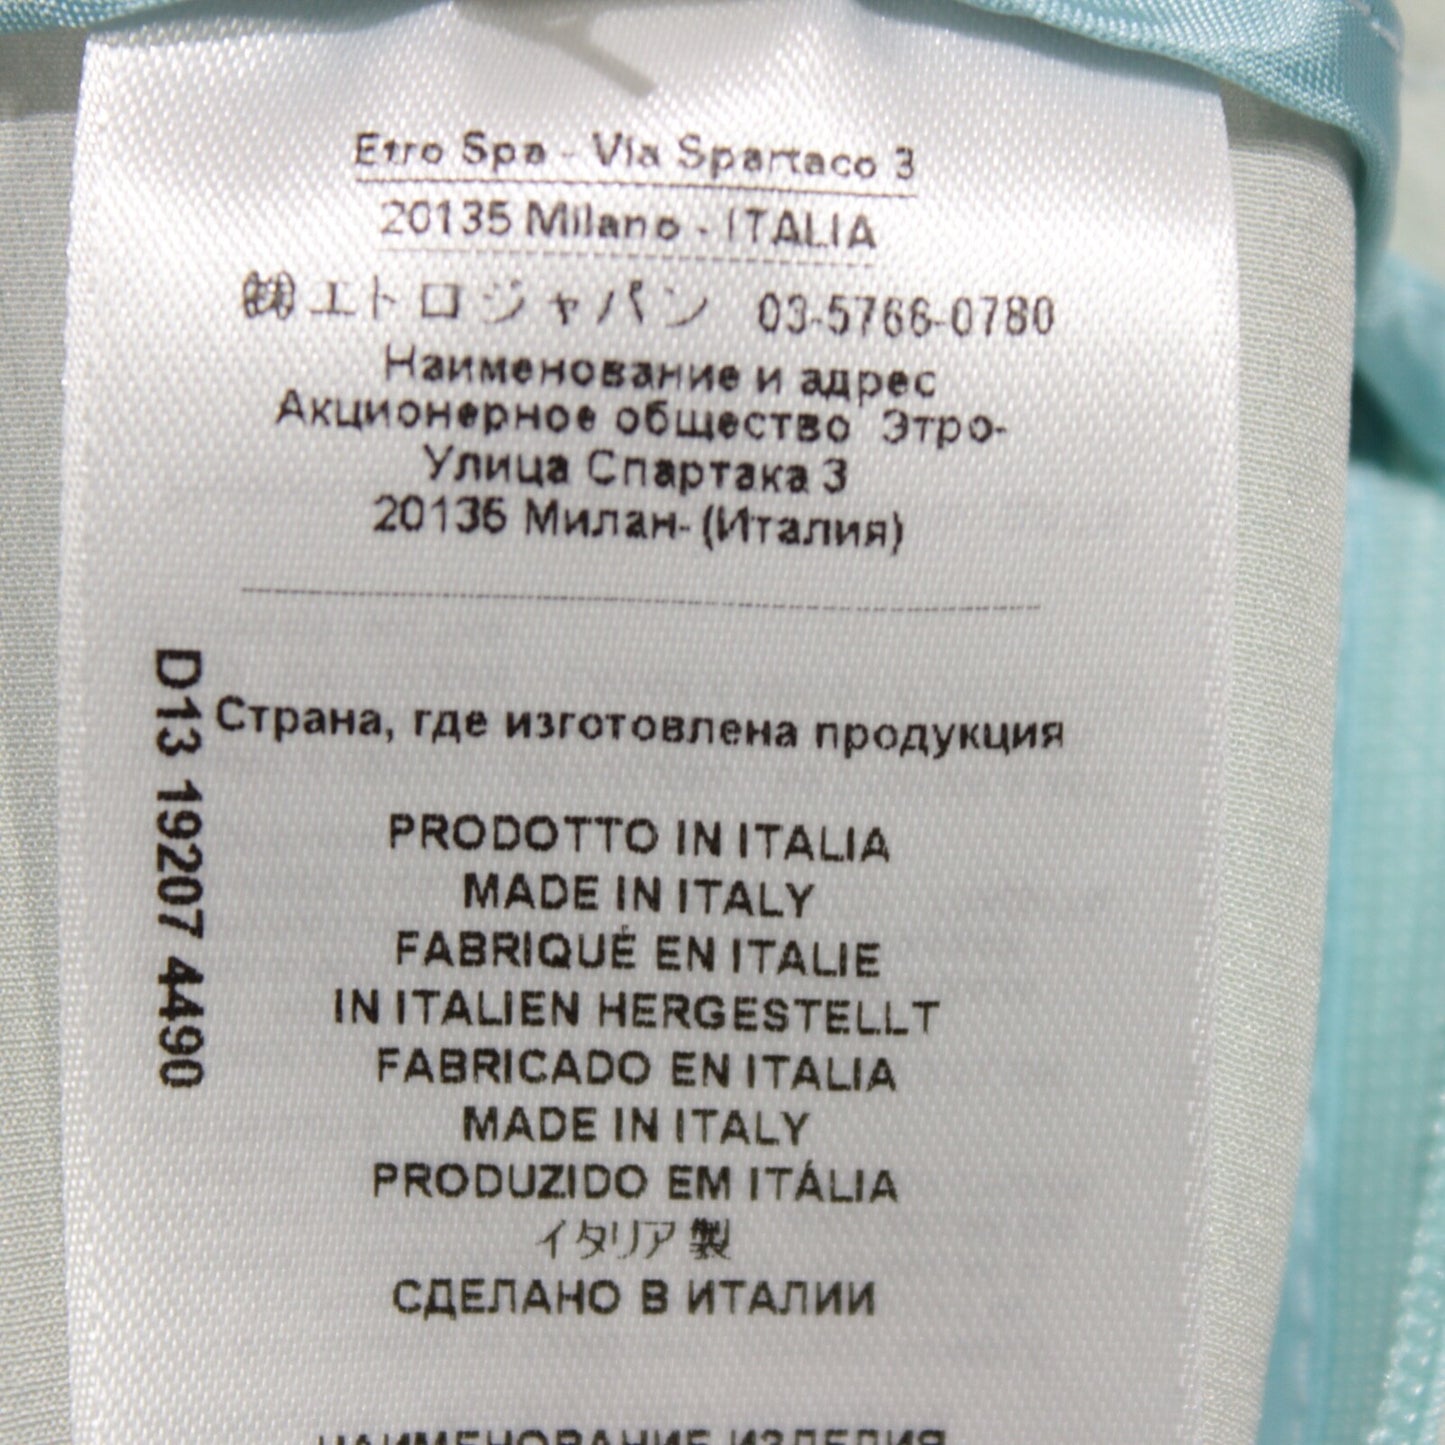 Etro Spa - Via Spartaco 3
20135 Milano - ITALIA
㈱エトロジャパン 03-5766-0780
Наименование и адрес
Акционерное общество Этро-
Улица Спартака 3
20135 Милан- (Италия)
D13 19207 4490
Страна, где изготовлена продукция
PRODOTTO IN ITALIA
MADE IN ITALY
FABRIQUÉ EN ITALIE
IN ITALIEN HERGESTELLT
FABRICADO EN ITALIA
MADE IN ITALY
PRODUZIDO EM ITÁLIA
イタリア製
СДЕЛАНО В ИТАЛИИ
НАИМЕНОВАНИЕ ИЗДЕЛИЯ